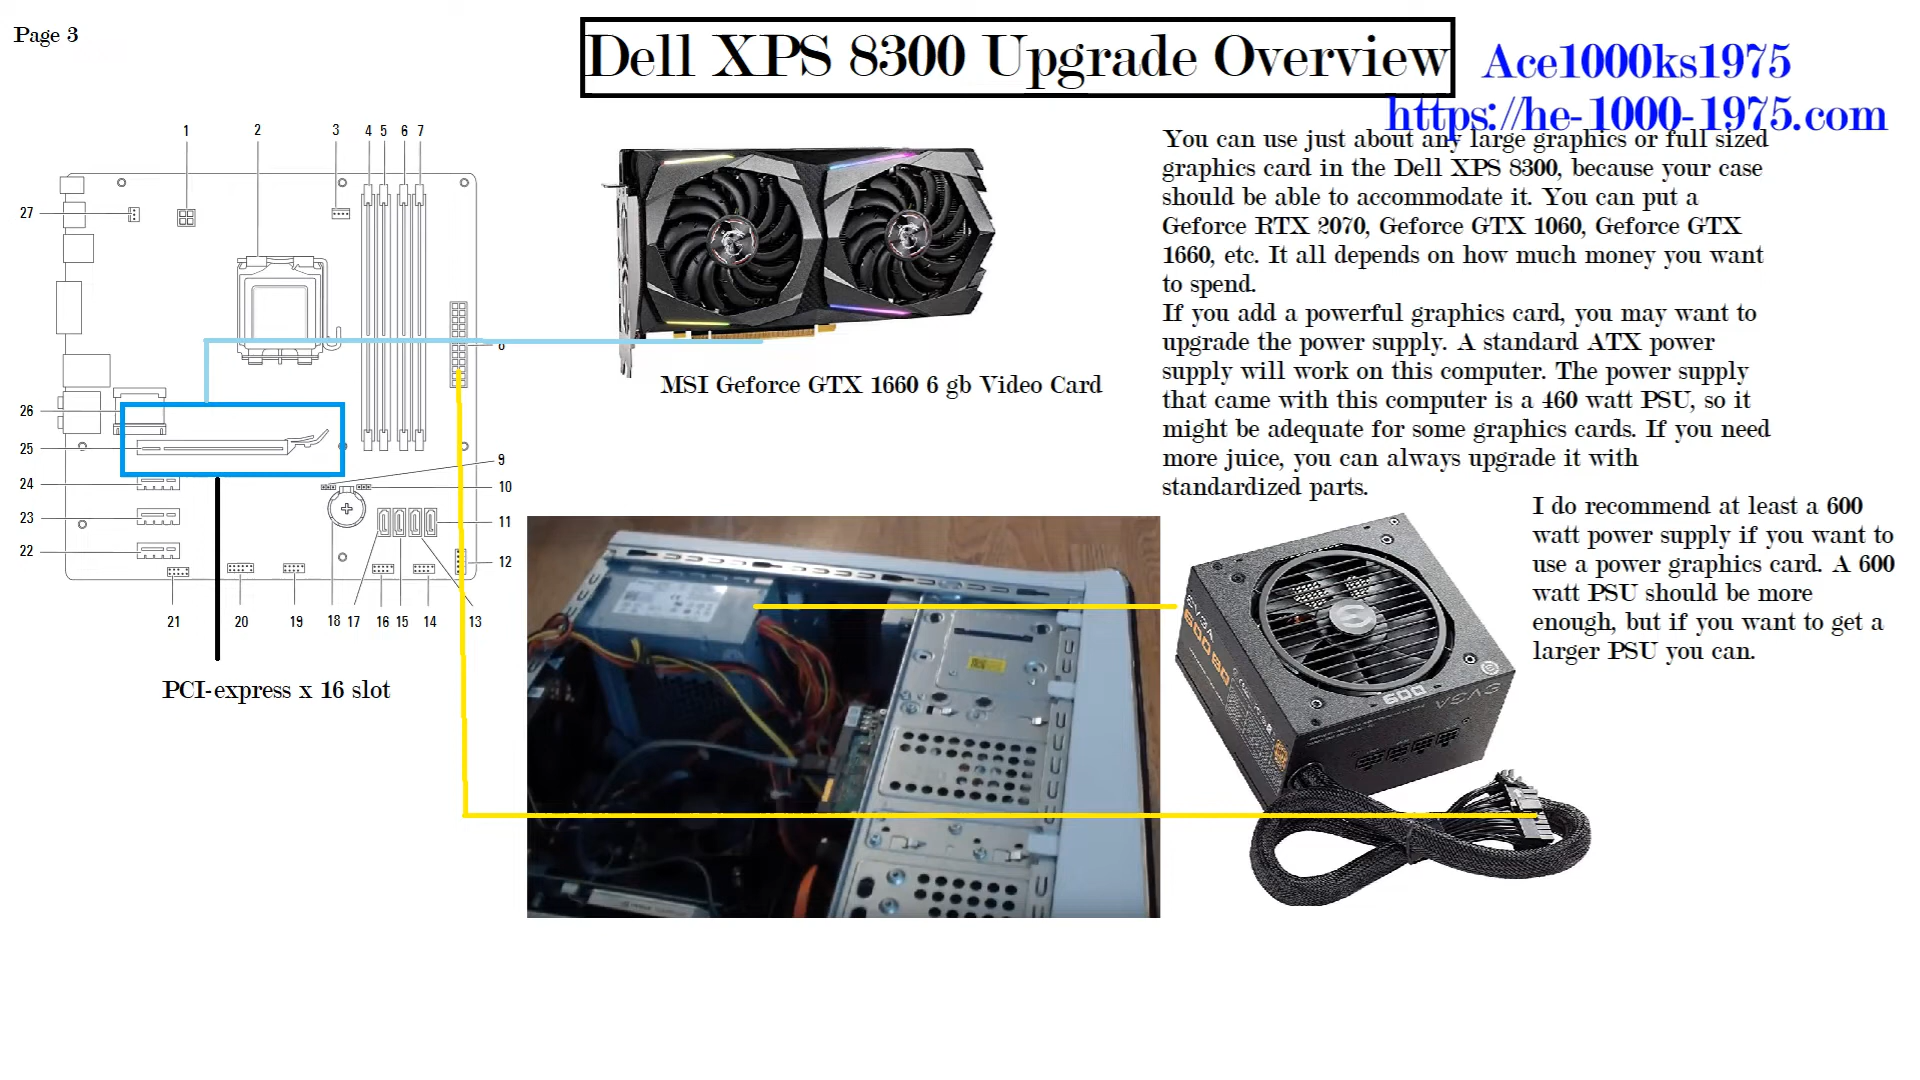 Page 3
Dell XPS 8300 Upgrade Overview
Ace1000ks1975
https://he-1000-1975.com
You can use just about any large graphics or full sized
graphics card in the Dell XPS 8300, because your case
should be able to accommodate it. You can put a
Geforce RTX 2070, Geforce GTX 1060, Geforce GTX
1660, etc. It all depends on how much money you want
to spend.
If you add a powerful graphics card, you may want to
upgrade the power supply. A standard ATX power
supply will work on this computer. The power supply
that came with this computer is a 460 watt PSU, so it
might be adequate for some graphics cards. If you need
more juice, you can always upgrade it with
standardized parts.
I do recommend at least a 600
watt power supply if you want to
use a power graphics card. A 600
watt PSU should be more
enough, but if you want to get a
larger PSU you can.
1 2 3 4 5 6 7
27
8
26
25
24
23
22
9
10
11
12
21 20 19 18 17 16 15 14 13
MSI Geforce GTX 1660 6 gb Video Card
PCI-express x 16 slot
EVGA
600BQ
600
EVGA